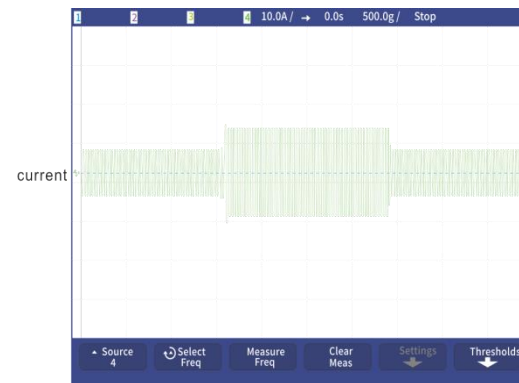 1 2 3 4 10.0A/ → 0.0s 500.0g/ Stop
current
Source 4
Select Freq
Measure Freq
Clear Meas
Settings
Thresholds